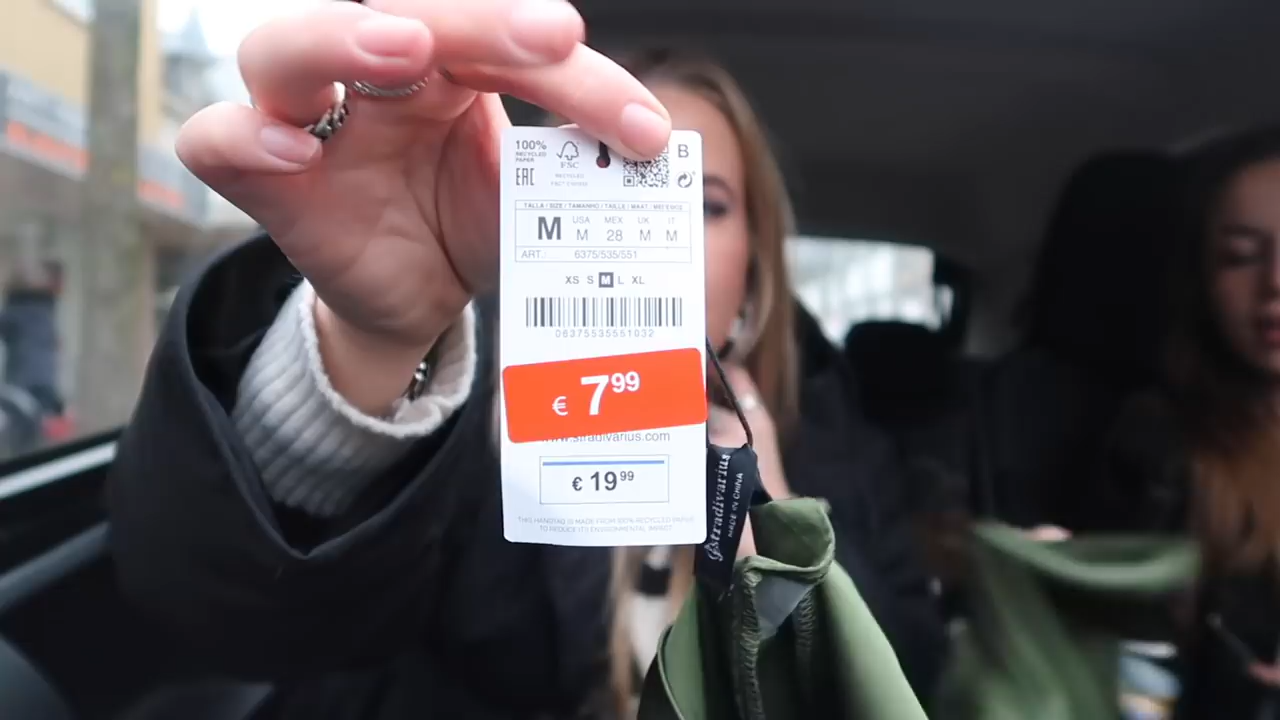 100%
RECYCLED
PAPER
FSC
RECYCLED
B
EAC
TALLA / SIZE / TAMANHO / TAILLE / MAAT /
M
USA MEX UK IT
M 28 M M
ART.: 6375/535/551
XS S M L XL
06375535551032
€ 7 99
www.stradivarius.com
€ 19 99
THIS HANDTAG IS MADE FROM 100% RECYCLED PAPER
TO REDUCE ITS ENVIRONMENTAL IMPACT
stradivarius
MADE IN CHINA